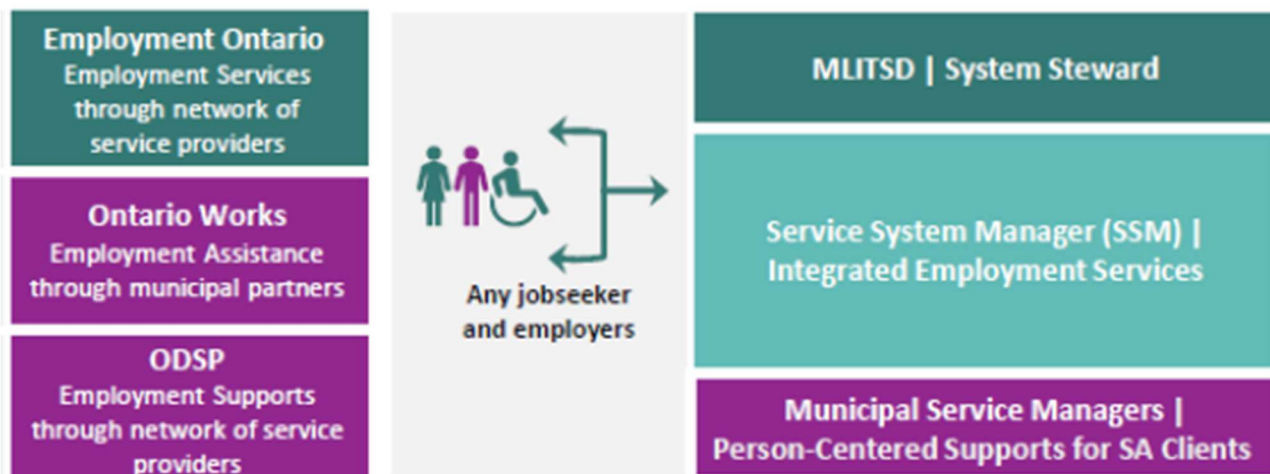 Employment Ontario
Employment Services
through network of
service providers
Ontario Works
Employment Assistance
through municipal partners
ODSP
Employment Supports
through network of service
providers
Any jobseeker
and employers
MLITSD | System Steward
Service System Manager (SSM) |
Integrated Employment Services
Municipal Service Managers |
Person-Centered Supports for SA Clients